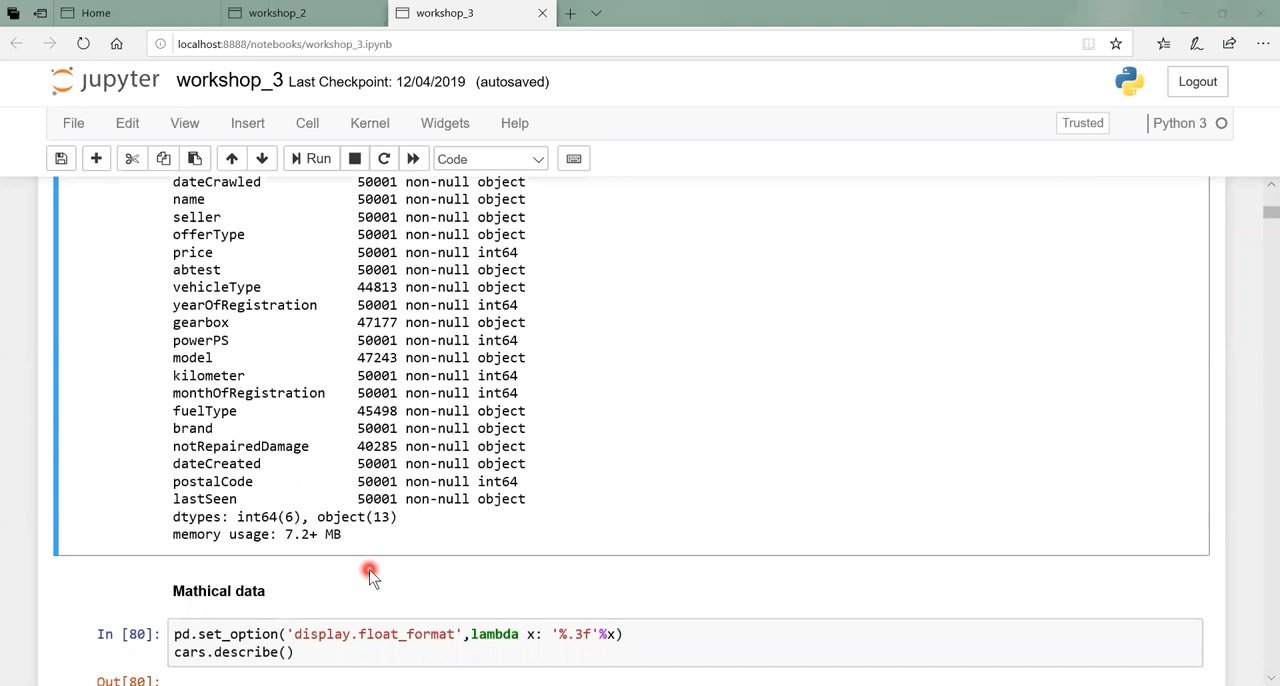 Home
workshop_2
workshop_3
localhost:8888/notebooks/workshop_3.ipynb
jupyter workshop_3 Last Checkpoint: 12/04/2019 (autosaved)
Logout
File Edit View Insert Cell Kernel Widgets Help
Trusted
Python 3
Run
Code
dateCrawled 50001 non-null object
name 50001 non-null object
seller 50001 non-null object
offerType 50001 non-null object
price 50001 non-null int64
abtest 50001 non-null object
vehicleType 44813 non-null object
yearOfRegistration 50001 non-null int64
gearbox 47177 non-null object
powerPS 50001 non-null int64
model 47243 non-null object
kilometer 50001 non-null int64
monthOfRegistration 50001 non-null int64
fuelType 45498 non-null object
brand 50001 non-null object
notRepairedDamage 40285 non-null object
dateCreated 50001 non-null object
postalCode 50001 non-null int64
lastSeen 50001 non-null object
dtypes: int64(6), object(13)
memory usage: 7.2+ MB
Mathical data
In [80]: pd.set_option('display.float_format',lambda x: '%.3f'%x)
cars.describe()
Out[80]: